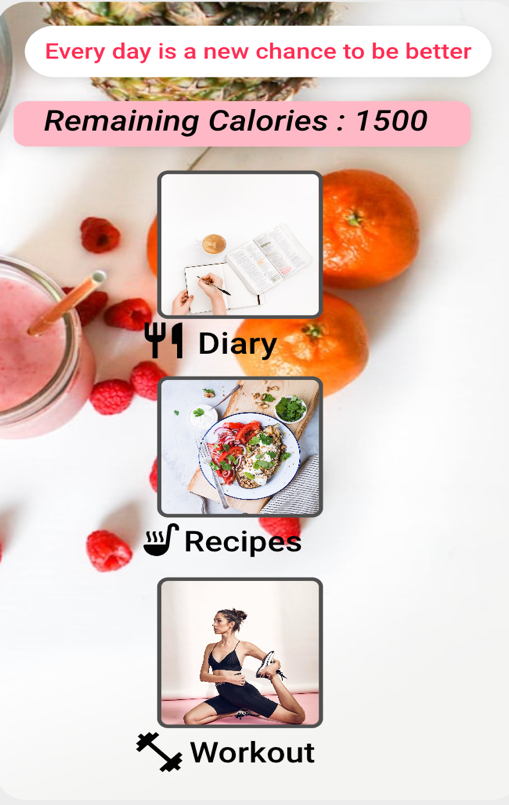 Every day is a new chance to be better
Remaining Calories : 1500
Diary
Recipes
Workout